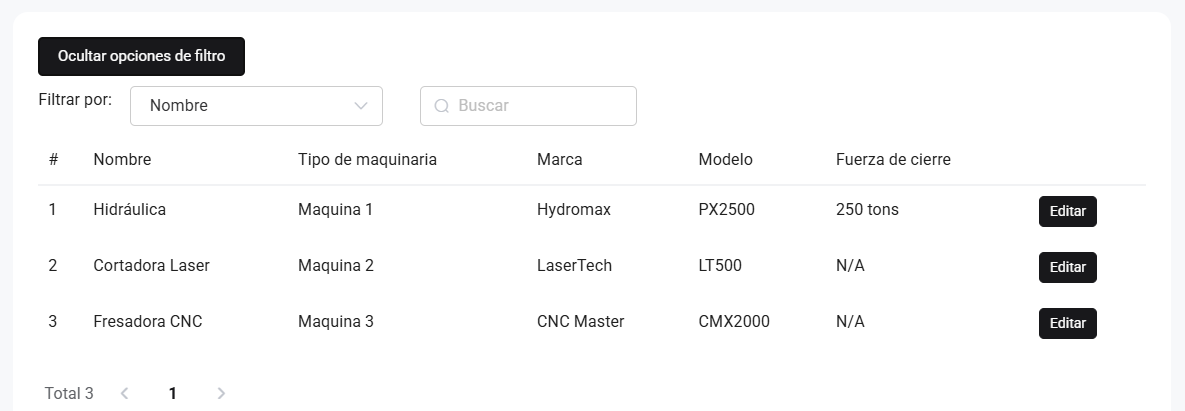 Ocultar opciones de filtro
Filtrar por: Nombre Buscar
# Nombre Tipo de maquinaria Marca Modelo Fuerza de cierre
1 Hidráulica Maquina 1 Hydromax PX2500 250 tons Editar
2 Cortadora Laser Maquina 2 LaserTech LT500 N/A Editar
3 Fresadora CNC Maquina 3 CNC Master CMX2000 N/A Editar
Total 3 1